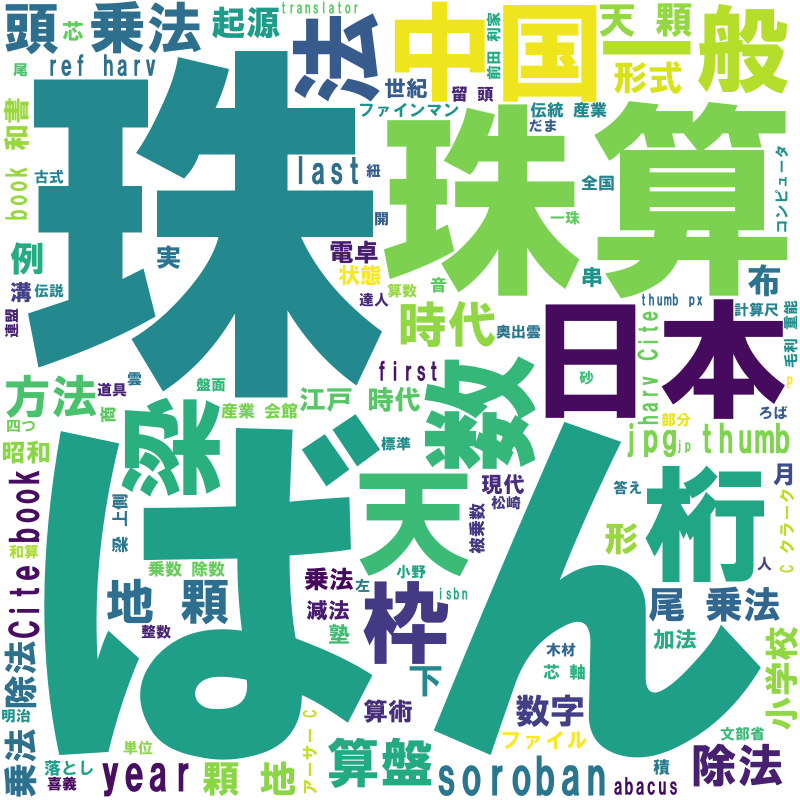 頭
芯
乗法
起源
translator
尾
ref harv
法
中国
世紀
留 頭
前田 利家
天 顆
一般
形式
ファインマン
伝統 産業
だま
book 和書
古式
珠
last
紐
開
珠算
全国
一珠
コンピュータ
例
溝
伝説
連盟
実
電卓
状態
達人
算数
音
串
布
thumb px
計算尺
毛利 重能
時代
奥出雲
日本
harv Cite
砂
p
ろば
部分
方法
道具
雲
盤面
両
四つ
昭和
梁
産業 会館
江戸 時代
first
標準
数
jpg
jp
thumb
ばん
Cite book
梁 上側
天
現代
松崎
被乗数
答え
桁
月
C クラーク
形
人
和算
乗数 除数
地 顆
乗法
左
小野
減法
isbn
枠
尾 乗法
整数
塾
加法
小学校
乗法 除法
明治
下
木材
芯 軸
算術
数字
ファイル
文部省
単位
落とし
喜義
year
顆 地
アーサー C
算盤
soroban
abacus
積
除法